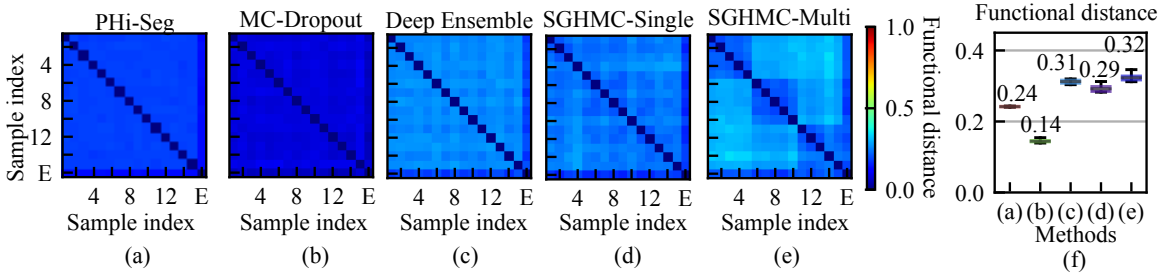 PHi-Seg
MC-Dropout
Deep Ensemble
SGHMC-Single
SGHMC-Multi
Functional distance
Sample index
4
8
12
E
4 8 12 E
4 8 12 E
4 8 12 E
4 8 12 E
4 8 12 E
Sample index
Sample index
Sample index
Sample index
Sample index
(a)
(b)
(c)
(d)
(e)
1.0
0.5
0.0
Functional distance
0.4
0.2
0.0
0.24
0.14
0.31
0.29
0.32
(a) (b) (c) (d) (e)
Methods
(f)